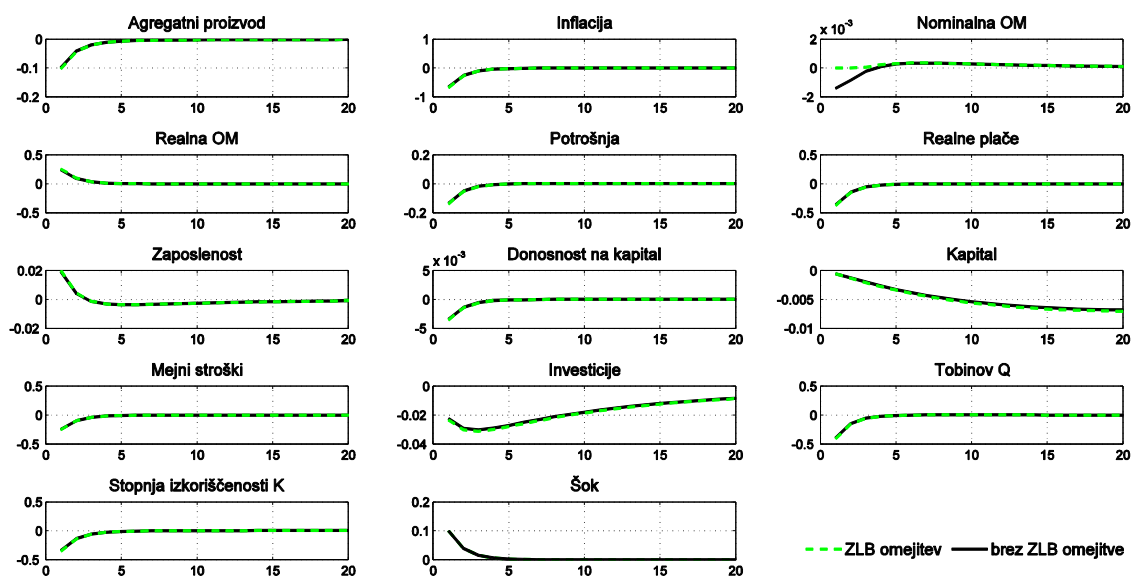 Agregatni proizvod
0
-0.1
-0.2
0 5 10 15 20
Inflacija
1
0
-1
0 5 10 15 20
Nominalna OM
x 10-3
2
0
-2
0 5 10 15 20
Realna OM
0.5
0
-0.5
0 5 10 15 20
Potrošnja
0.2
0
-0.2
0 5 10 15 20
Realne plače
0.5
0
-0.5
0 5 10 15 20
Zaposlenost
0.02
0
-0.02
0 5 10 15 20
Donosnost na kapital
x 10-3
5
0
-5
0 5 10 15 20
Kapital
0
-0.005
-0.01
0 5 10 15 20
Mejni stroški
0.5
0
-0.5
0 5 10 15 20
Investicije
0
-0.02
-0.04
0 5 10 15 20
Tobinov Q
0.5
0
-0.5
0 5 10 15 20
Stopnja izkoriščenosti K
0.5
0
-0.5
0 5 10 15 20
Šok
0.2
0.1
0
0 5 10 15 20
ZLB omejitev brez ZLB omejitve